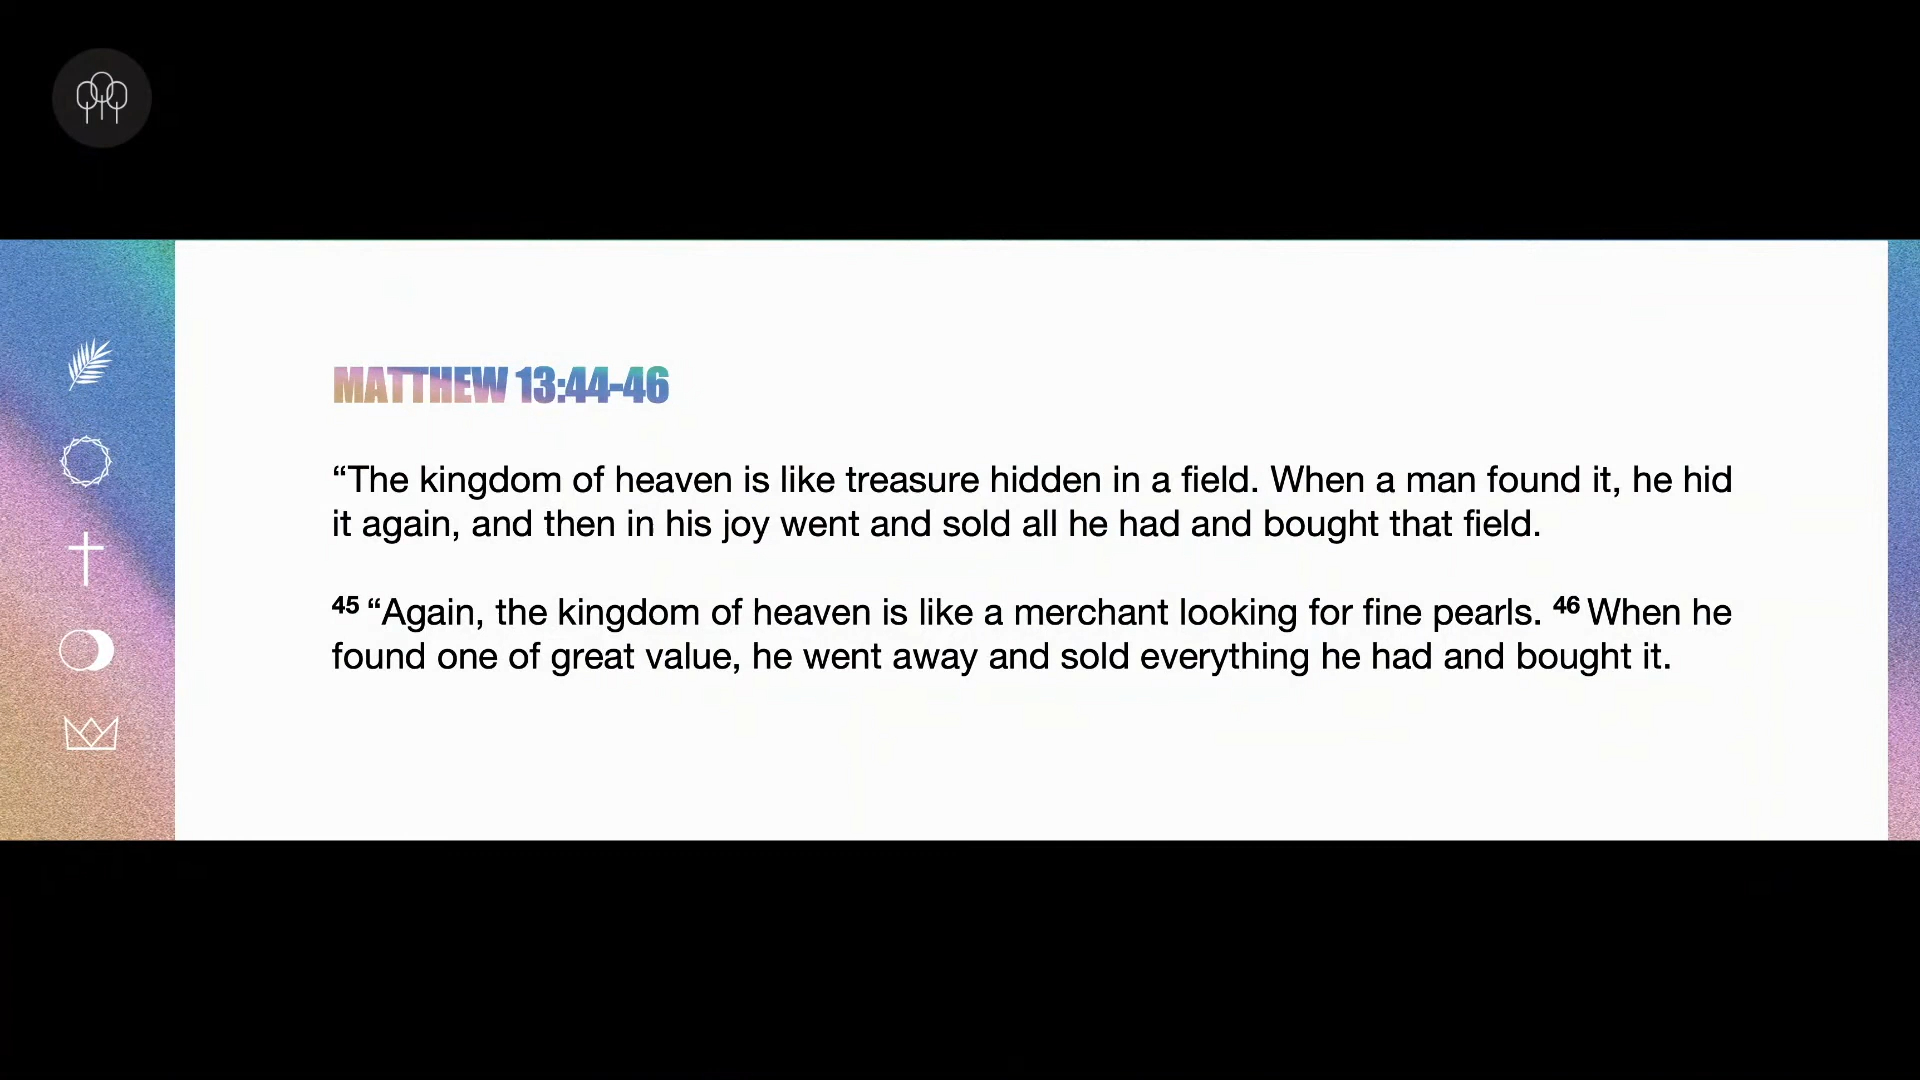 MATTHEW 13:44-46
“The kingdom of heaven is like treasure hidden in a field. When a man found it, he hid
it again, and then in his joy went and sold all he had and bought that field.
45 “Again, the kingdom of heaven is like a merchant looking for fine pearls. 46 When he
found one of great value, he went away and sold everything he had and bought it.